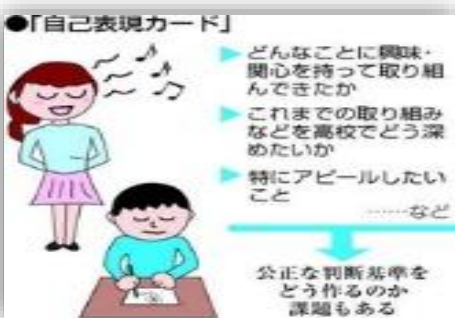 ●「自己表現カード」
どんなことに興味・
関心を持って取り組
んできたか
これまでの取り組み
などを高校でどう深
めたいか
特にアピールしたい
こと
……など
公正な判断基準を
どう作るのか
課題もある